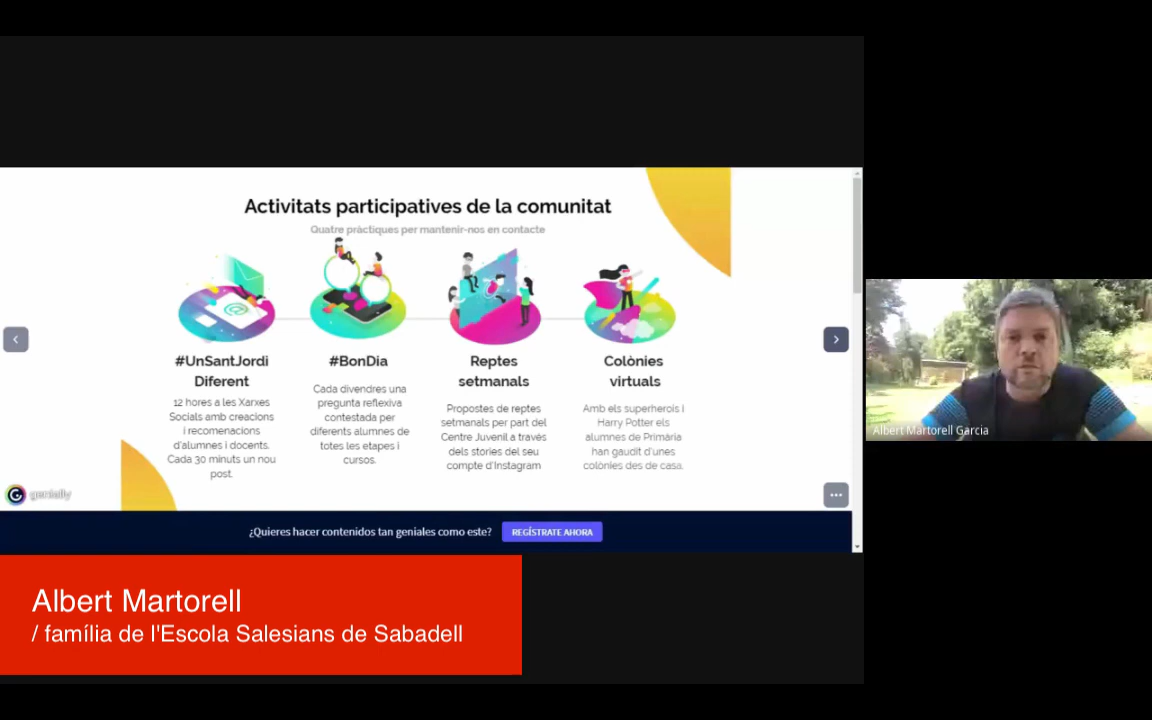 Activitats participatives de la comunitat
Quatre pràctiques per mantenir-nos en contacte
#UnSantJordi
Diferent
12 hores a les Xarxes
Socials amb creacions
i recomenacions
d'alumnes i docents.
Cada 30 minuts un nou
post.
#BonDia
Cada divendres una
pregunta reflexiva
contestada per
diferents alumnes de
totes les etapes i
cursos.
Reptes
setmanals
Propostes de reptes
setmanals per part del
Centre Juvenil a través
dels stories del seu
compte d'Instagram
Colònies
virtuals
Amb els superherois i
Harry Potter els
alumnes de Primària
han gaudit d'unes
colònies des de casa.
genially
¿Quieres hacer contenidos tan geniales como este?
REGÍSTRATE AHORA
Albert Martorell Garcia
Albert Martorell
/ família de l'Escola Salesians de Sabadell